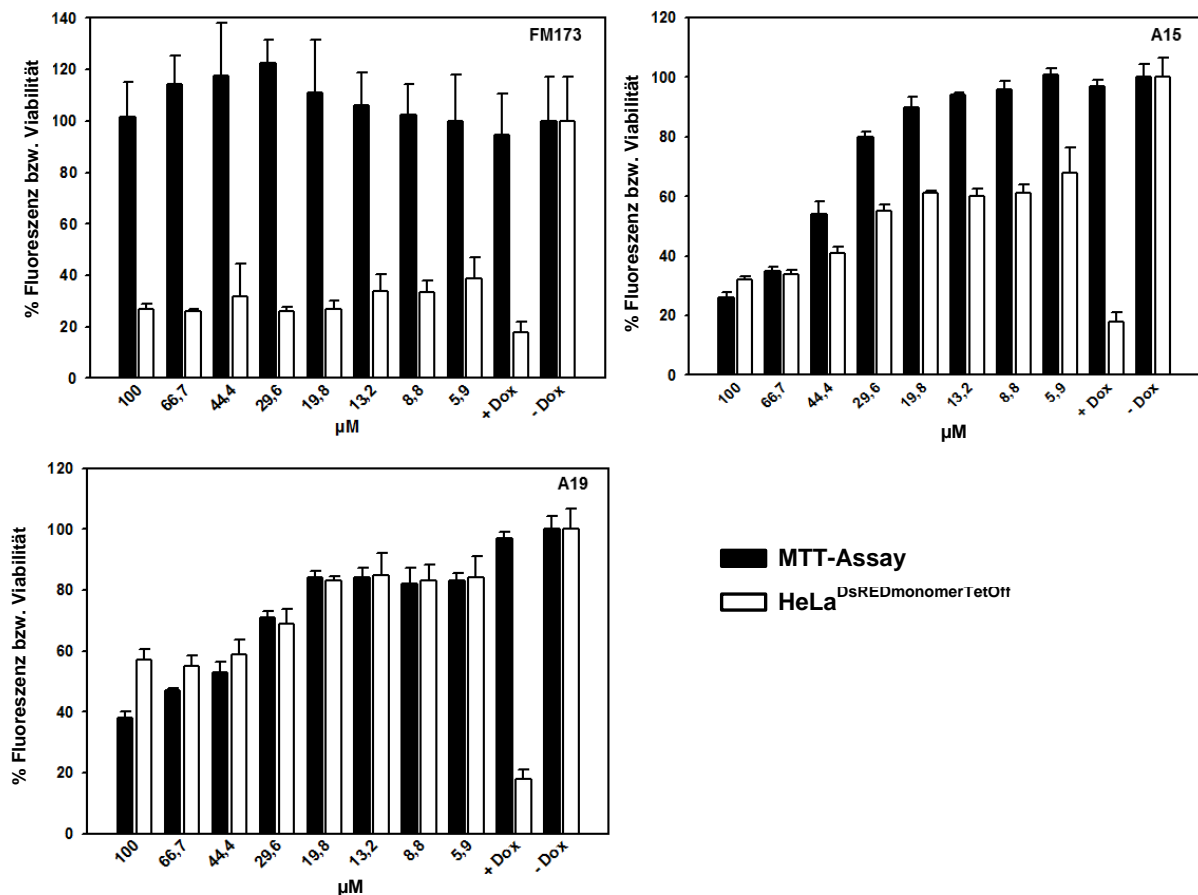 FM173
% Fluoreszenz bzw. Viabilität
140
120
100
80
60
40
20
0
100 66,7 44,4 29,6 19,8 13,2 8,8 5,9 + Dox - Dox
µM
A15
% Fluoreszenz bzw. Viabilität
120
100
80
60
40
20
0
100 66,7 44,4 29,6 19,8 13,2 8,8 5,9 + Dox - Dox
µM
A19
% Fluoreszenz bzw. Viabilität
120
100
80
60
40
20
0
100 66,7 44,4 29,6 19,8 13,2 8,8 5,9 + Dox - Dox
µM
MTT-Assay
HeLa DsREDmonomerTetOff